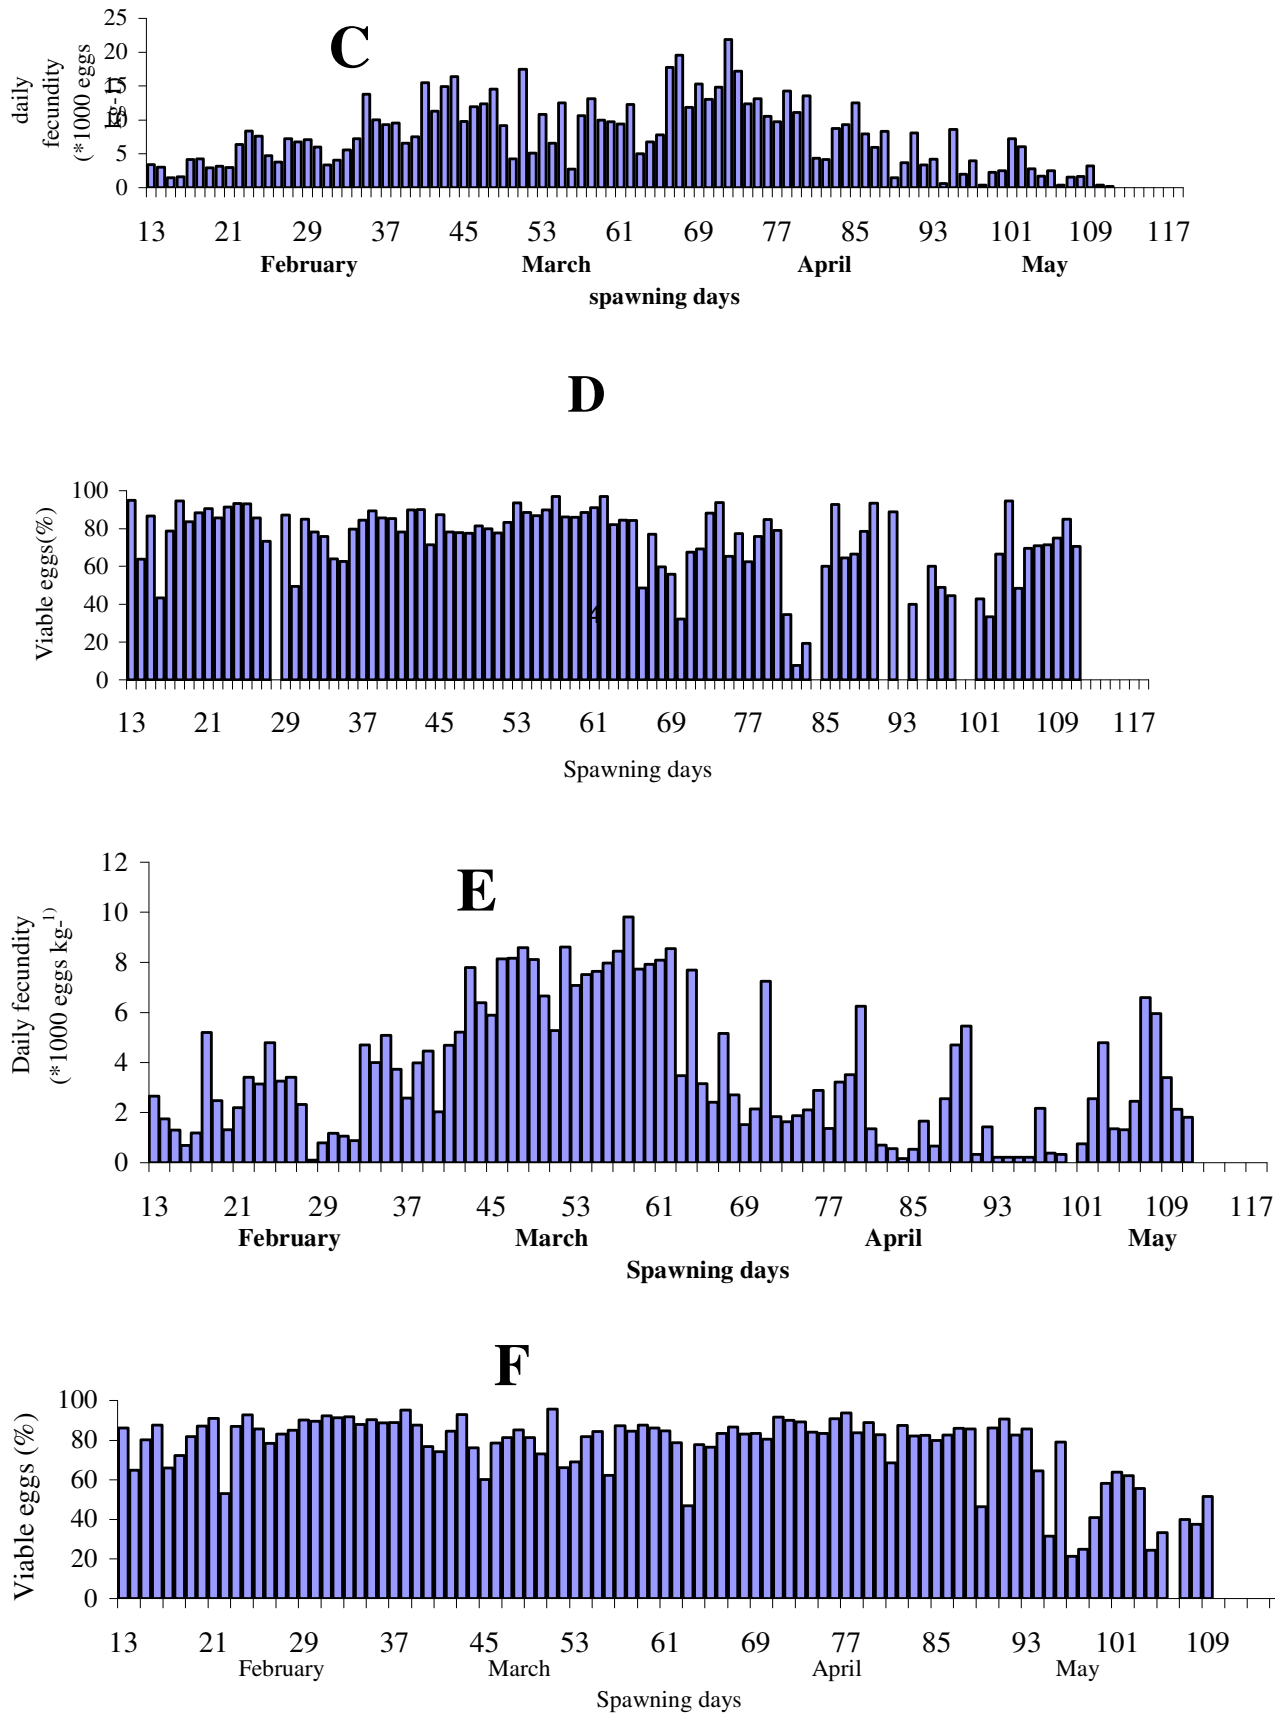 C
daily
fecundity
(*1000 eggs
kg-1)
25
20
15
10
5
0
13 21 29 37 45 53 61 69 77 85 93 101 109 117
February March April May
spawning days
D
Viable eggs(%)
100
80
60
40
20
0
4
13 21 29 37 45 53 61 69 77 85 93 101 109 117
Spawning days
E
Daily fecundity
(*1000 eggs kg-1)
12
10
8
6
4
2
0
13 21 29 37 45 53 61 69 77 85 93 101 109 117
February March April May
Spawning days
F
Viable eggs (%)
100
80
60
40
20
0
13 21 29 37 45 53 61 69 77 85 93 101 109
February March April May
Spawning days